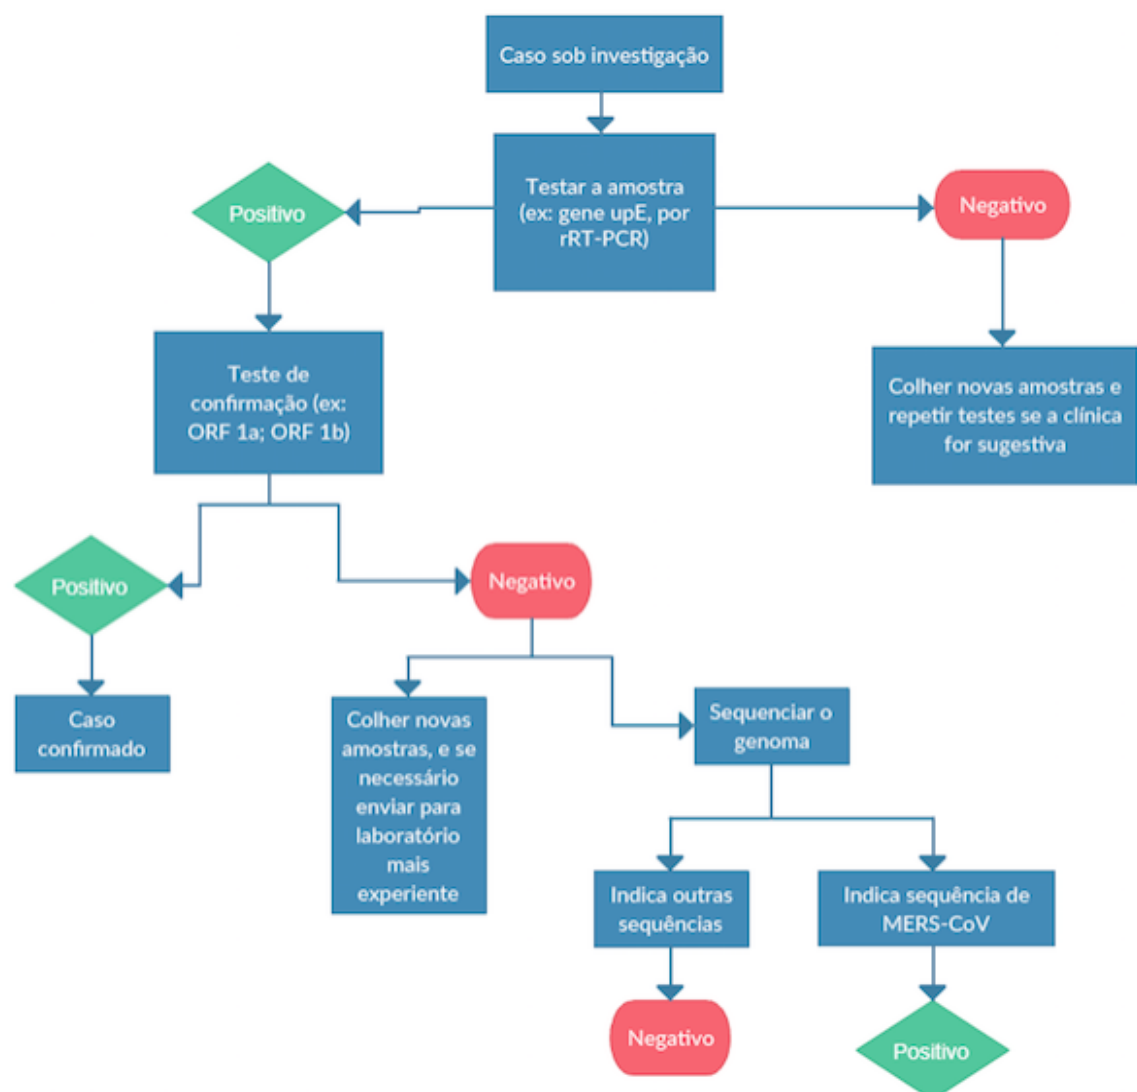 Caso sob investigação
Testar a amostra
(ex: gene upE, por
rRT-PCR)
Positivo
Negativo
Teste de
confirmação (ex:
ORF 1a; ORF 1b)
Colher novas amostras e
repetir testes se a clínica
for sugestiva
Positivo
Negativo
Caso
confirmado
Colher novas
amostras, e se
necessário
enviar para
laboratório
mais
experiente
Sequenciar o
genoma
Indica outras
sequências
Indica sequência de
MERS-CoV
Negativo
Positivo